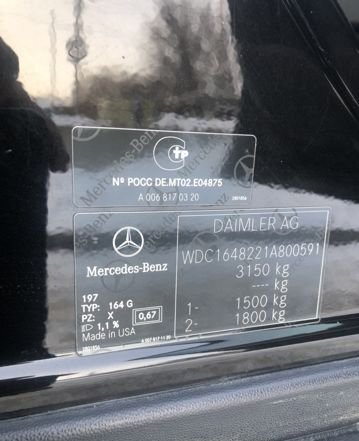 TP
Nº POCC DE.MT02.E04875
A 006 817 03 20
Mercedes-Benz
DAIMLER AG
WDC1648221A800591
3150 kg
---- kg
1- 1500 kg
2- 1800 kg
Mercedes-Benz
197
TYP: 164 G
PZ: X 0,67
1,1 %
Made in USA